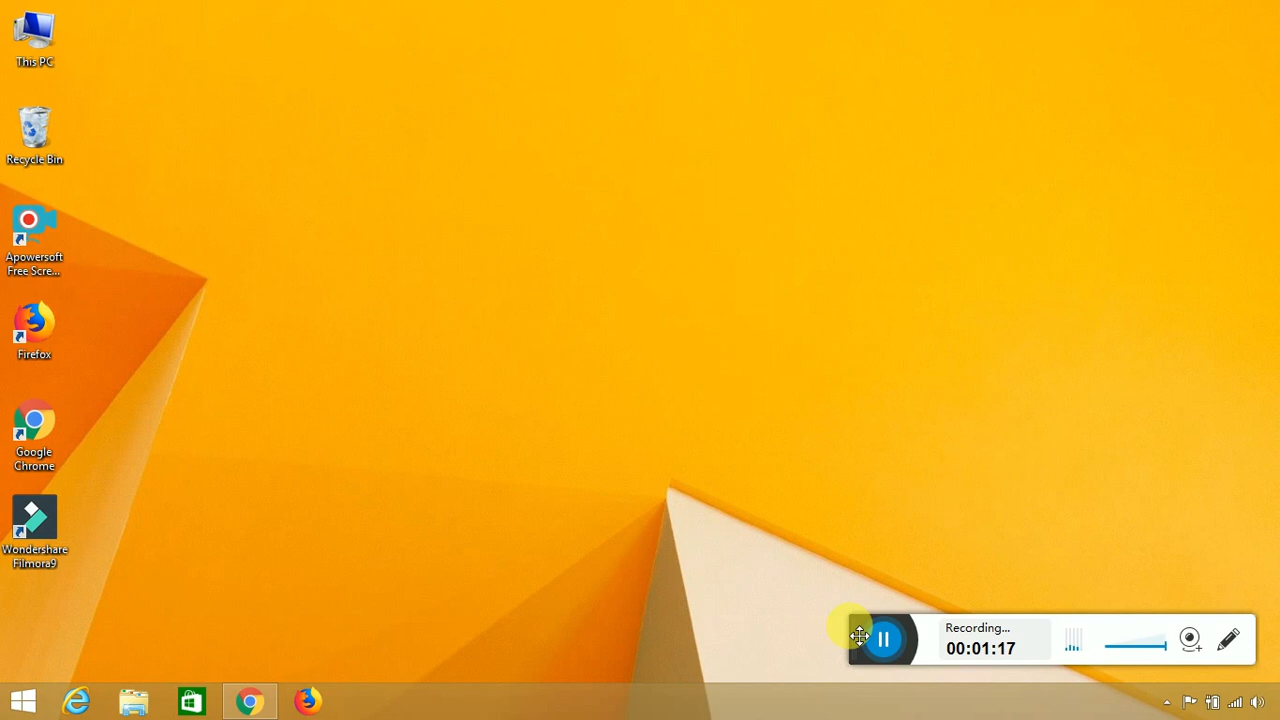 This PC
Recycle Bin
Apowersoft
Free Scre...
Firefox
Google
Chrome
Wondershare
Filmora9
Recording...
00:01:17